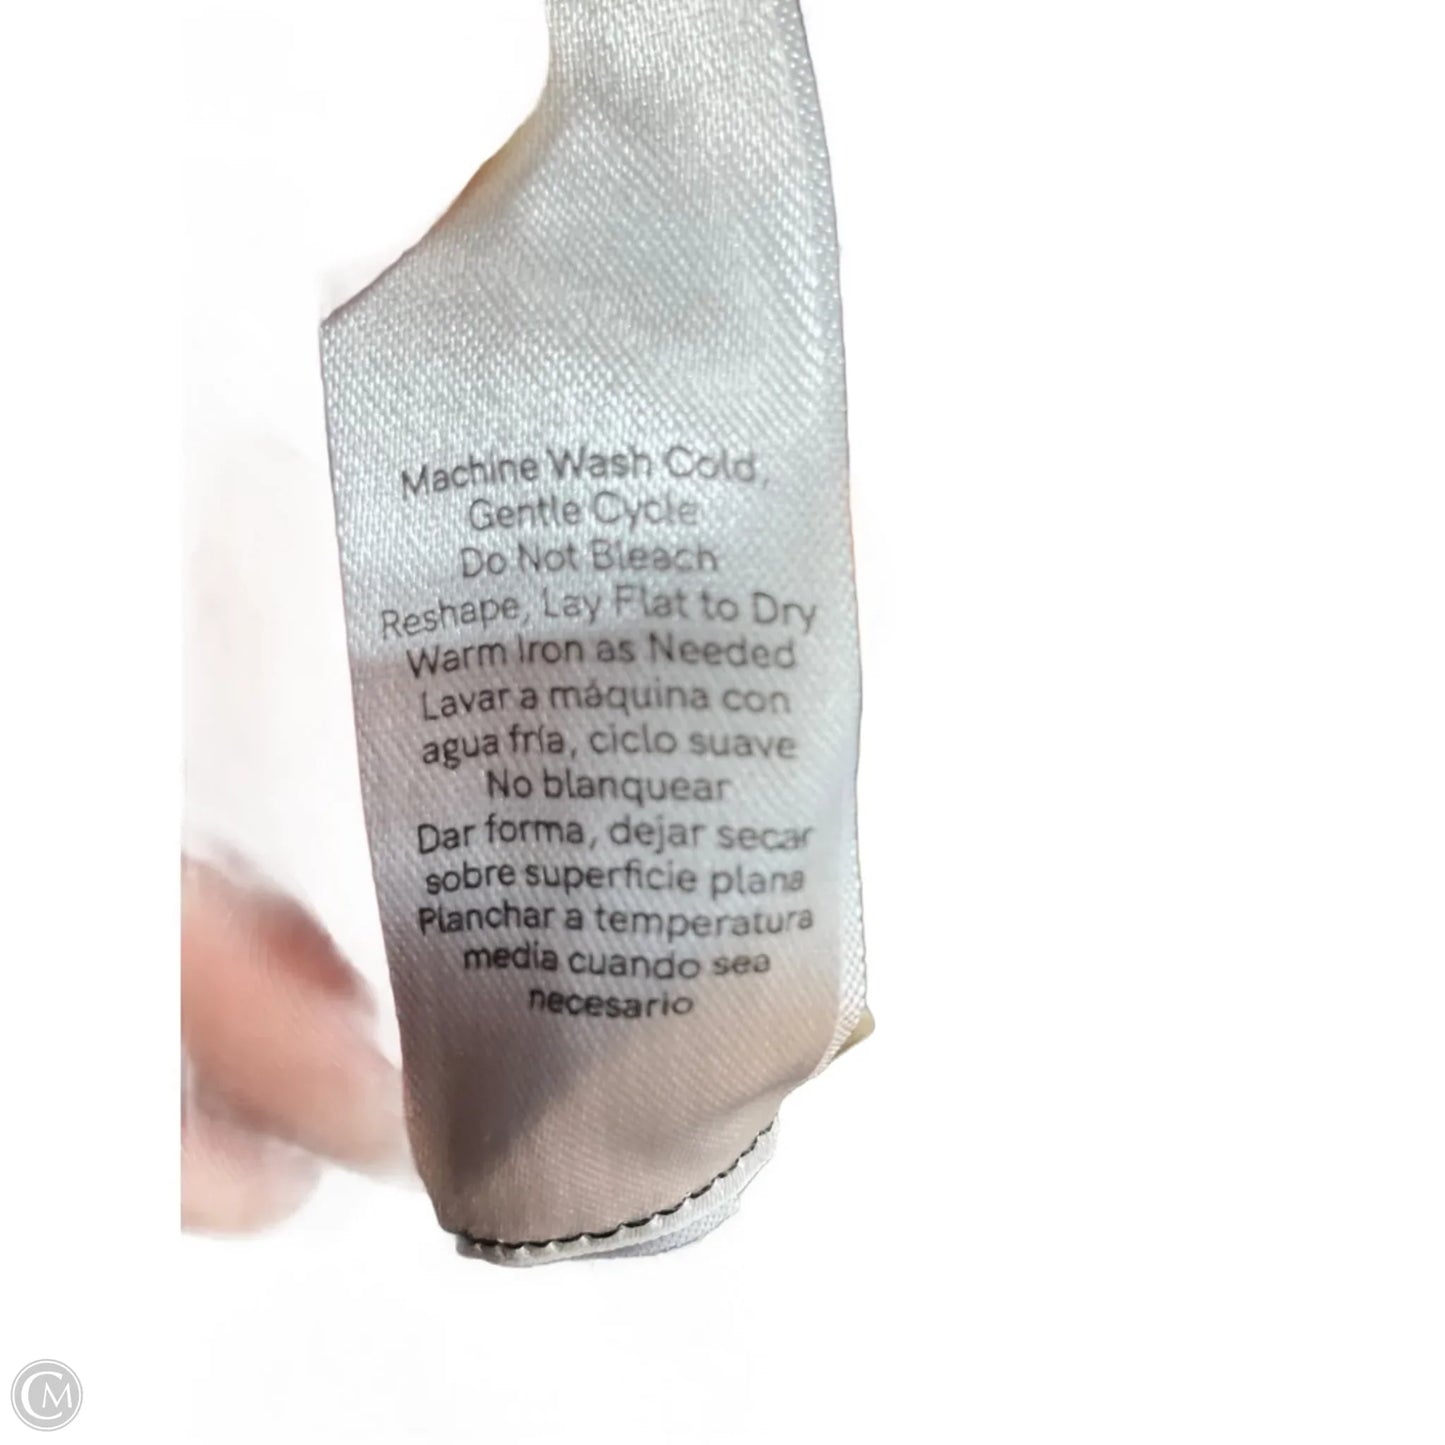 Machine Wash Cold,
Gentle Cycle
Do Not Bleach
Reshape, Lay Flat to Dry
Warm Iron as Needed
Lavar a máquina con
agua fría, ciclo suave
No blanquear
Dar forma, dejar secar
sobre superficie plana
Planchar a temperatura
media cuando sea
necesario
CM